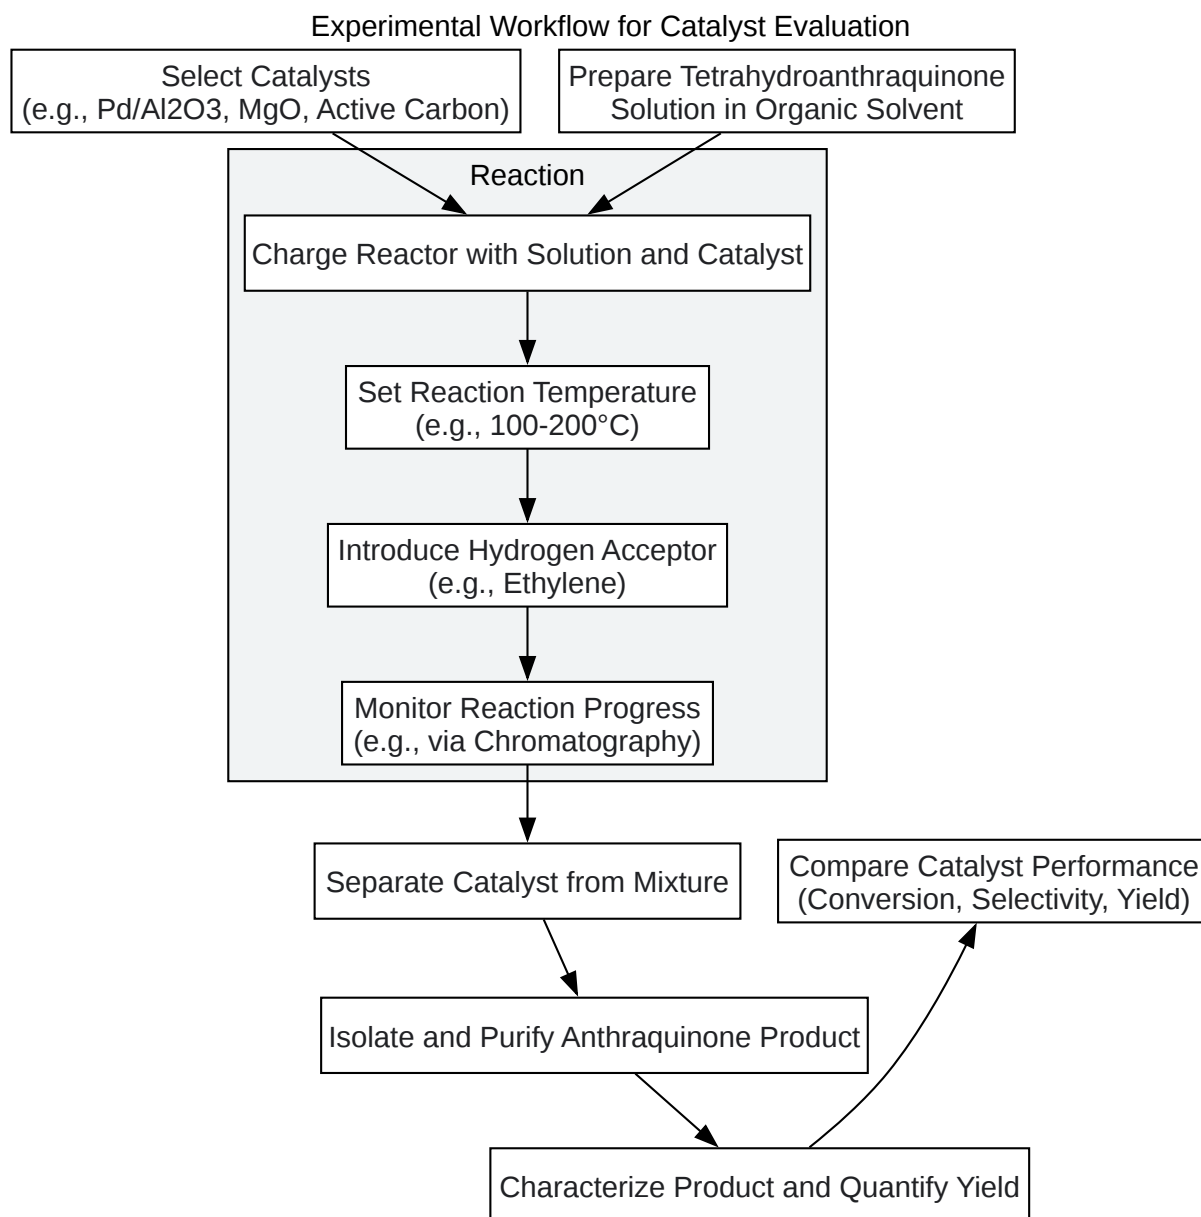 Experimental Workflow for Catalyst Evaluation
Select Catalysts
(e.g., Pd/Al2O3, MgO, Active Carbon)
Prepare Tetrahydroanthraquinone
Solution in Organic Solvent
Reaction
Charge Reactor with Solution and Catalyst
Set Reaction Temperature
(e.g., 100-200°C)
Introduce Hydrogen Acceptor
(e.g., Ethylene)
Monitor Reaction Progress
(e.g., via Chromatography)
Separate Catalyst from Mixture
Compare Catalyst Performance
(Conversion, Selectivity, Yield)
Isolate and Purify Anthraquinone Product
Characterize Product and Quantify Yield